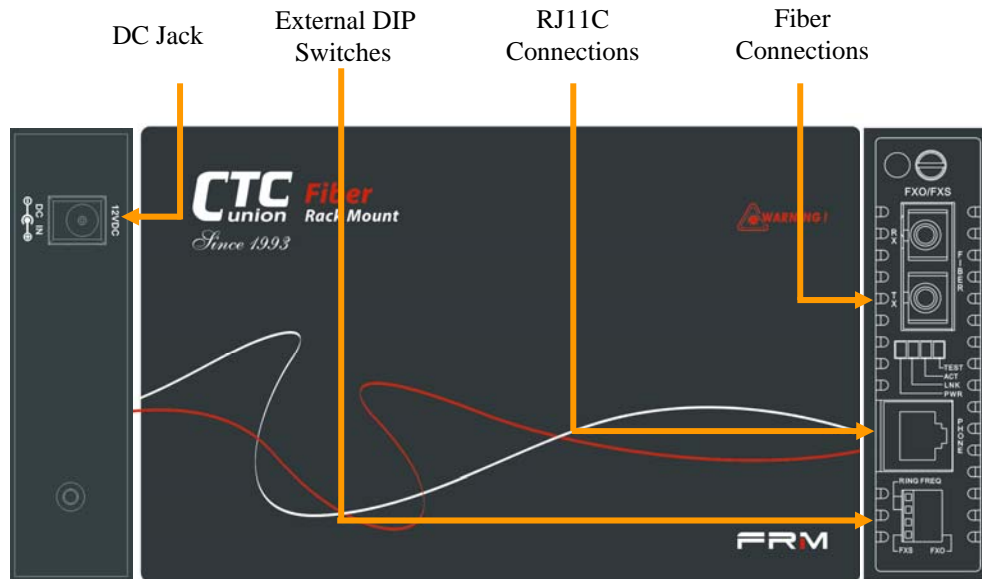 DC Jack
External DIP
Switches
RJ11C
Connections
Fiber
Connections
12VDC
DC IN
CTC
union
Since 1993
Fiber
Rack Mount
WARNING!
FRM
FXO/FXS
RX
FIBER
TX
TEST
ACT
LNK
PWR
PHONE
RING FREQ
FXS
FXO